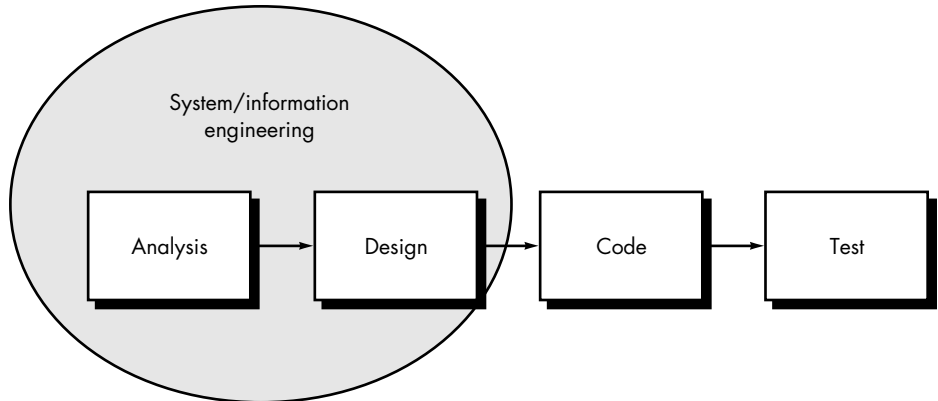 System/information
engineering
Analysis
Design
Code
Test